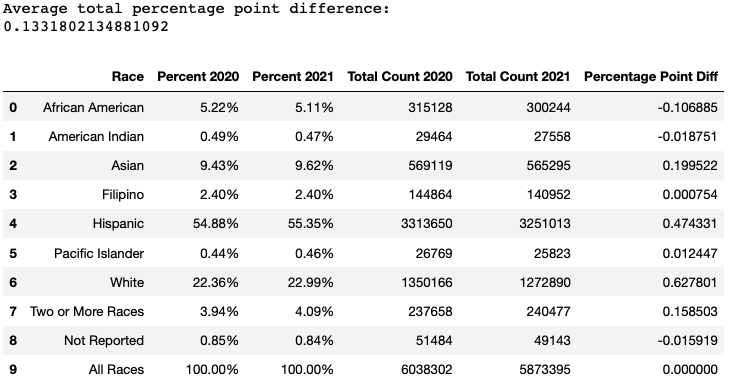 Average total percentage point difference:
0.1331802134881092
Race Percent 2020 Percent 2021 Total Count 2020 Total Count 2021 Percentage Point Diff
0 African American 5.22% 5.11% 315128 300244 -0.106885
1 American Indian 0.49% 0.47% 29464 27558 -0.018751
2 Asian 9.43% 9.62% 569119 565295 0.199522
3 Filipino 2.40% 2.40% 144864 140952 0.000754
4 Hispanic 54.88% 55.35% 3313650 3251013 0.474331
5 Pacific Islander 0.44% 0.46% 26769 25823 0.012447
6 White 22.36% 22.99% 1350166 1272890 0.627801
7 Two or More Races 3.94% 4.09% 237658 240477 0.158503
8 Not Reported 0.85% 0.84% 51484 49143 -0.015919
9 All Races 100.00% 100.00% 6038302 5873395 0.000000